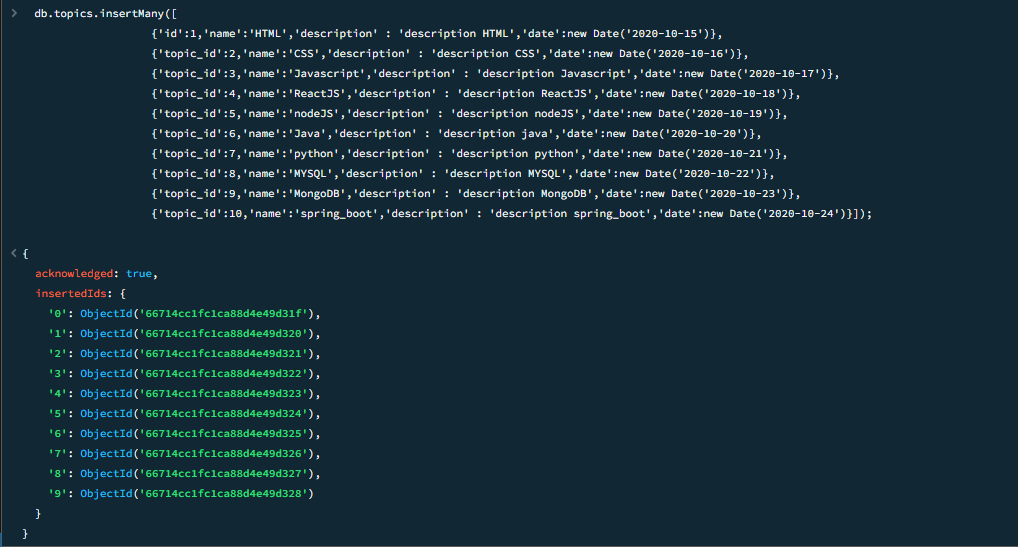 > db.topics.insertMany([
{'id':1,'name':'HTML','description' : 'description HTML','date':new Date('2020-10-15')},
{'topic_id':2,'name':'CSS','description' : 'description CSS','date':new Date('2020-10-16')},
{'topic_id':3,'name':'Javascript','description' : 'description Javascript','date':new Date('2020-10-17')},
{'topic_id':4,'name':'ReactJS','description' : 'description ReactJS','date':new Date('2020-10-18')},
{'topic_id':5,'name':'nodeJS','description' : 'description nodeJS','date':new Date('2020-10-19')},
{'topic_id':6,'name':'Java','description' : 'description java','date':new Date('2020-10-20')},
{'topic_id':7,'name':'python','description' : 'description python','date':new Date('2020-10-21')},
{'topic_id':8,'name':'MYSQL','description' : 'description MYSQL','date':new Date('2020-10-22')},
{'topic_id':9,'name':'MongoDB','description' : 'description MongoDB','date':new Date('2020-10-23')},
{'topic_id':10,'name':'spring_boot','description' : 'description spring_boot','date':new Date('2020-10-24')}]);
< {
acknowledged: true,
insertedIds: {
'0': ObjectId('66714cc1fc1ca88d4e49d31f'),
'1': ObjectId('66714cc1fc1ca88d4e49d320'),
'2': ObjectId('66714cc1fc1ca88d4e49d321'),
'3': ObjectId('66714cc1fc1ca88d4e49d322'),
'4': ObjectId('66714cc1fc1ca88d4e49d323'),
'5': ObjectId('66714cc1fc1ca88d4e49d324'),
'6': ObjectId('66714cc1fc1ca88d4e49d325'),
'7': ObjectId('66714cc1fc1ca88d4e49d326'),
'8': ObjectId('66714cc1fc1ca88d4e49d327'),
'9': ObjectId('66714cc1fc1ca88d4e49d328')
}
}